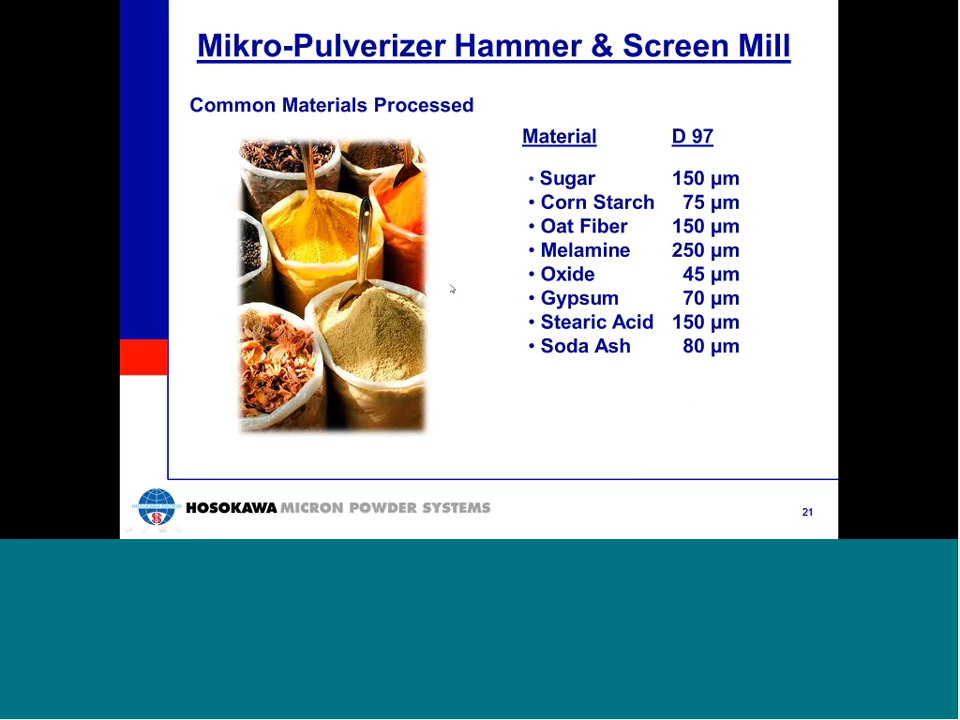 Mikro-Pulverizer Hammer & Screen Mill
Common Materials Processed
Material D 97
• Sugar 150 µm
• Corn Starch 75 µm
• Oat Fiber 150 µm
• Melamine 250 µm
• Oxide 45 µm
• Gypsum 70 µm
• Stearic Acid 150 µm
• Soda Ash 80 µm
HOSOKAWA MICRON POWDER SYSTEMS
21